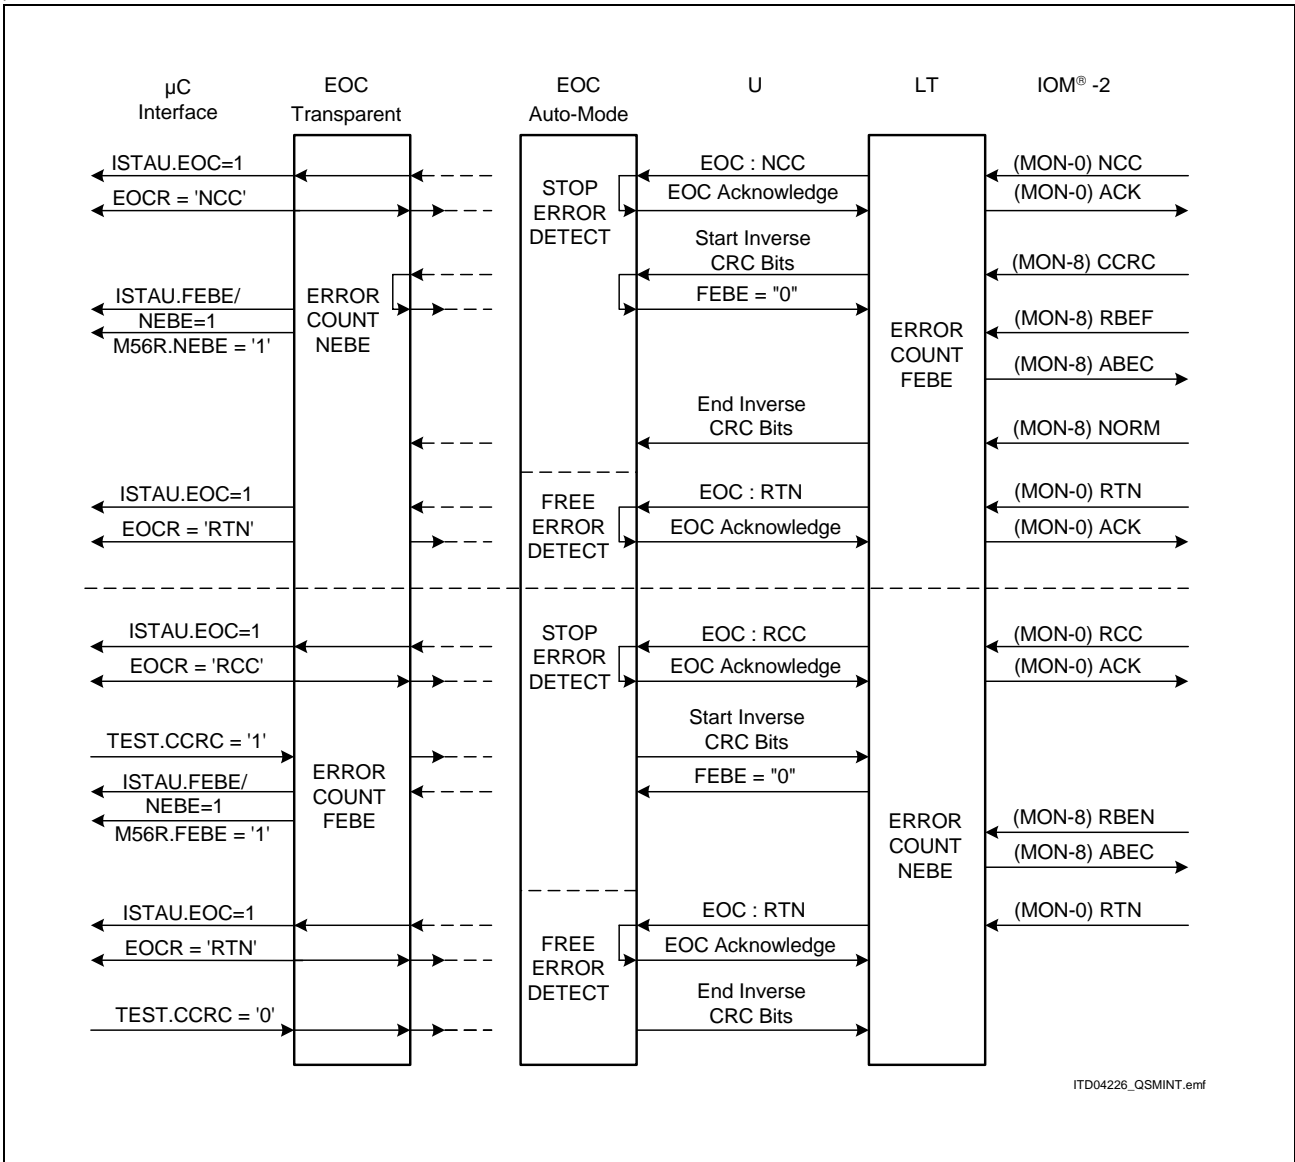 µC
Interface
EOC
Transparent
EOC
Auto-Mode
U
LT
IOM® -2
ISTAU.EOC=1
EOCR = 'NCC'
STOP
ERROR
DETECT
EOC : NCC
EOC Acknowledge
(MON-0) NCC
(MON-0) ACK
Start Inverse
CRC Bits
FEBE = "0"
(MON-8) CCRC
ISTAU.FEBE/
NEBE=1
M56R.NEBE = '1'
ERROR
COUNT
NEBE
ERROR
COUNT
FEBE
(MON-8) RBEF
(MON-8) ABEC
End Inverse
CRC Bits
(MON-8) NORM
ISTAU.EOC=1
EOCR = 'RTN'
FREE
ERROR
DETECT
EOC : RTN
EOC Acknowledge
(MON-0) RTN
(MON-0) ACK
ISTAU.EOC=1
EOCR = 'RCC'
STOP
ERROR
DETECT
EOC : RCC
EOC Acknowledge
(MON-0) RCC
(MON-0) ACK
TEST.CCRC = '1'
Start Inverse
CRC Bits
FEBE = "0"
ISTAU.FEBE/
NEBE=1
M56R.FEBE = '1'
ERROR
COUNT
FEBE
ERROR
COUNT
NEBE
(MON-8) RBEN
(MON-8) ABEC
ISTAU.EOC=1
EOCR = 'RTN'
FREE
ERROR
DETECT
EOC : RTN
EOC Acknowledge
(MON-0) RTN
TEST.CCRC = '0'
End Inverse
CRC Bits
ITD04226_QSMINT.emf